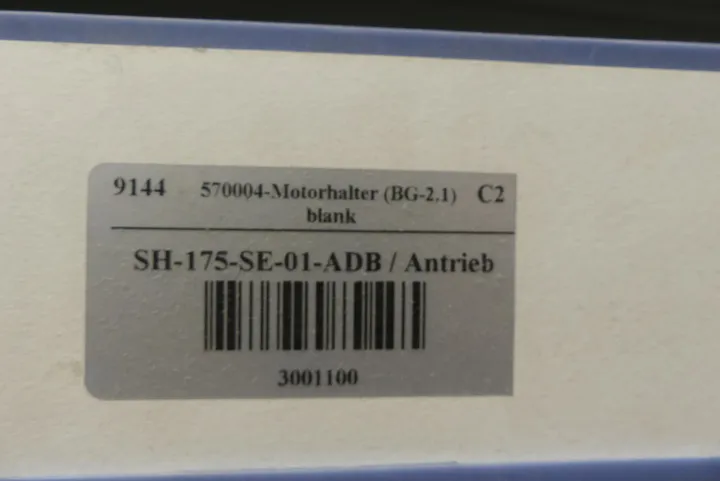 9144 570004-Motorhalter (BG-2.1) C2
blank
SH-175-SE-01-ADB / Antrieb
3001100